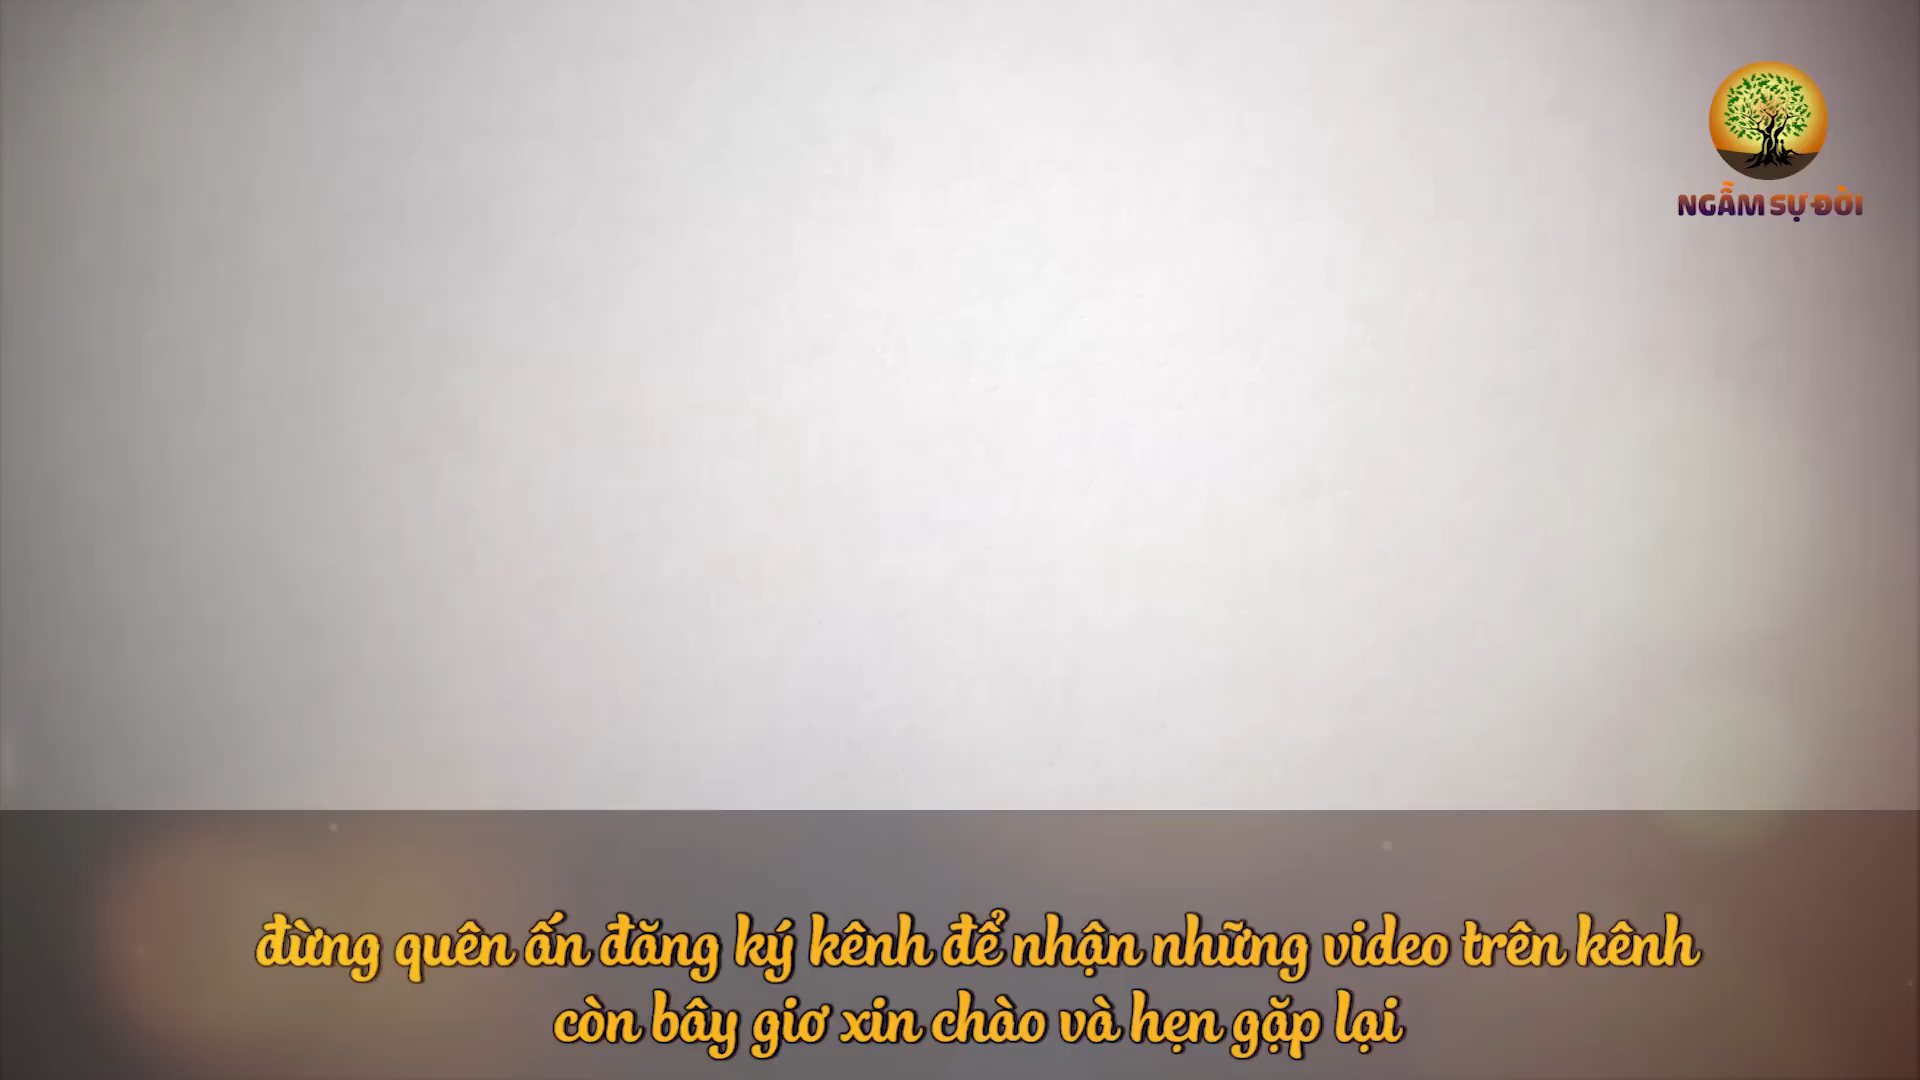 NGẪM SỰ ĐỜI
đừng quên ấn đăng ký kênh để nhận những video trên kênh
còn bây giơ xin chào và hẹn gặp lại